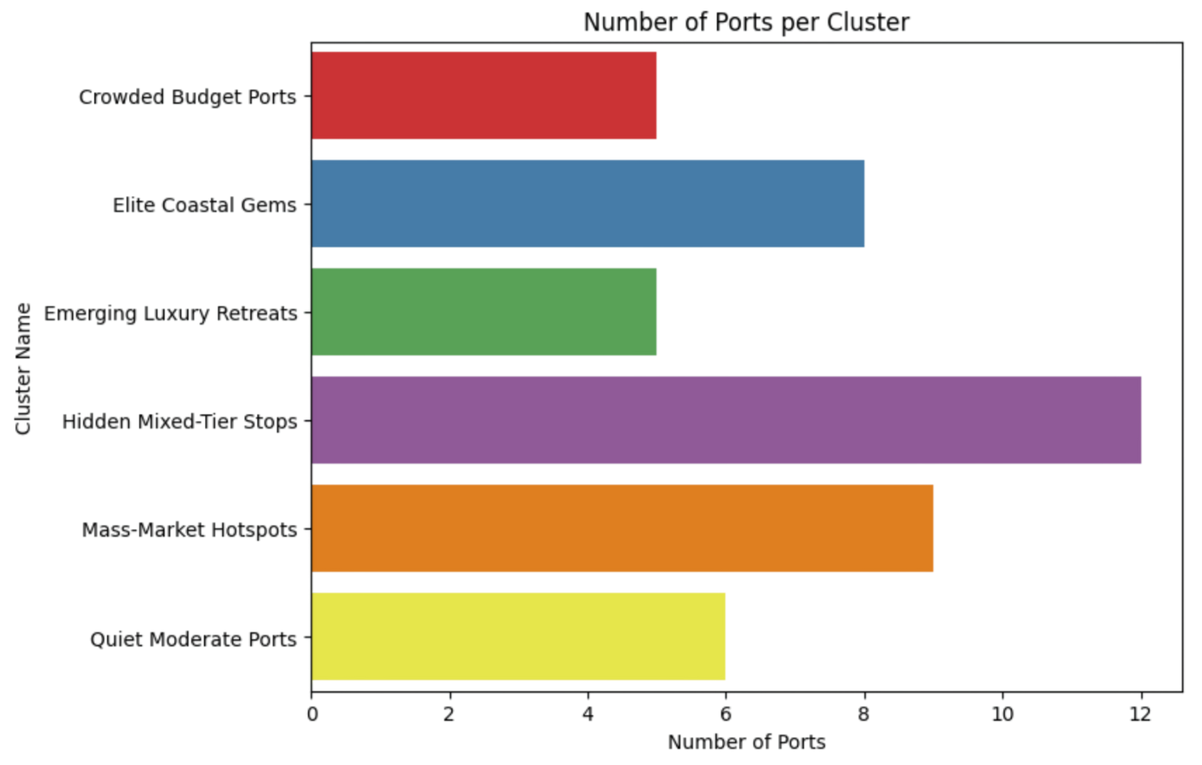 Number of Ports per Cluster
Crowded Budget Ports
Elite Coastal Gems
Emerging Luxury Retreats
Hidden Mixed-Tier Stops
Mass-Market Hotspots
Quiet Moderate Ports
Cluster Name
0 2 4 6 8 10 12
Number of Ports